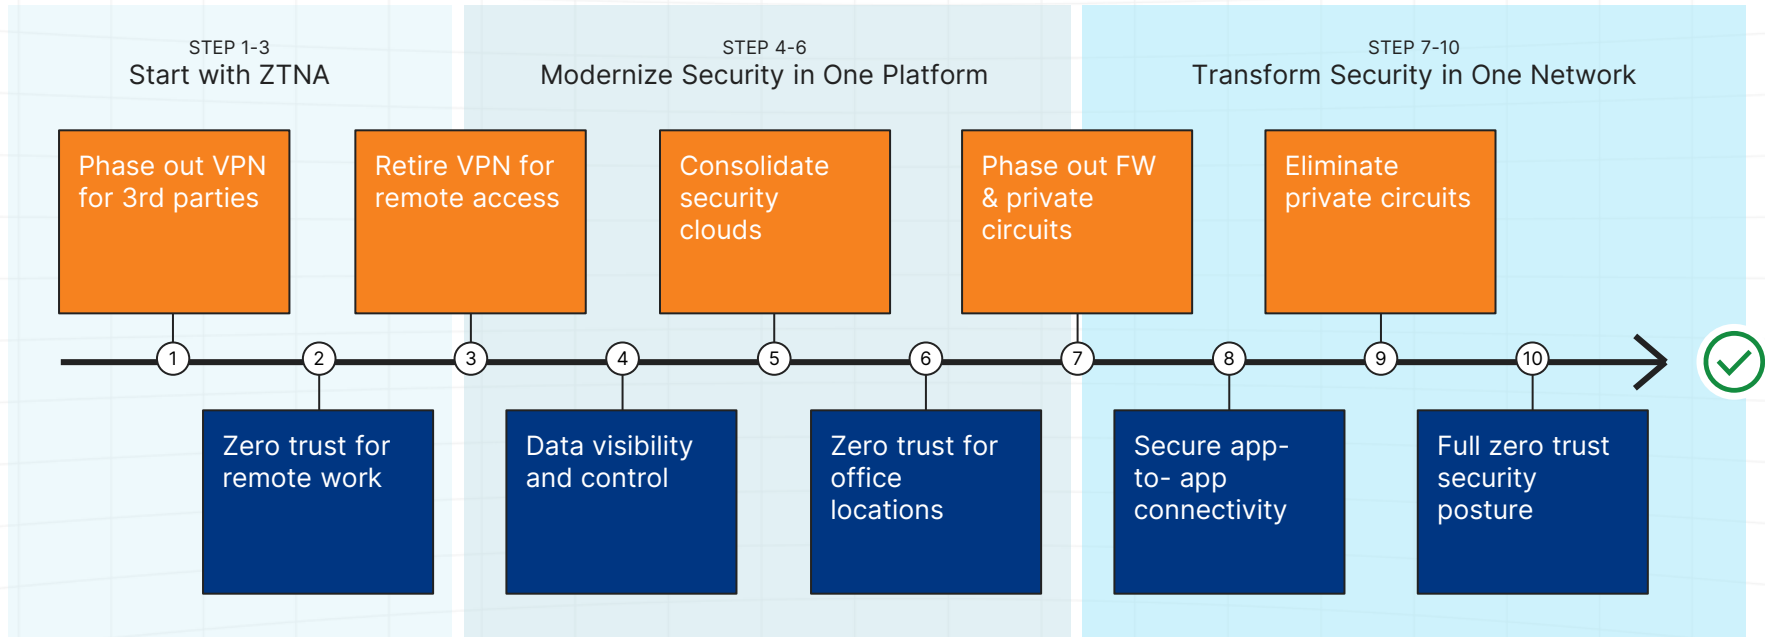 STEP 1-3
Start with ZTNA
STEP 4-6
Modernize Security in One Platform
STEP 7-10
Transform Security in One Network
Phase out VPN
for 3rd parties
Retire VPN for
remote access
Consolidate
security
clouds
Phase out FW
& private
circuits
Eliminate
private circuits
1
2
3
4
5
6
7
8
9
10
Zero trust for
remote work
Data visibility
and control
Zero trust for
office
locations
Secure app-
to- app
connectivity
Full zero trust
security
posture